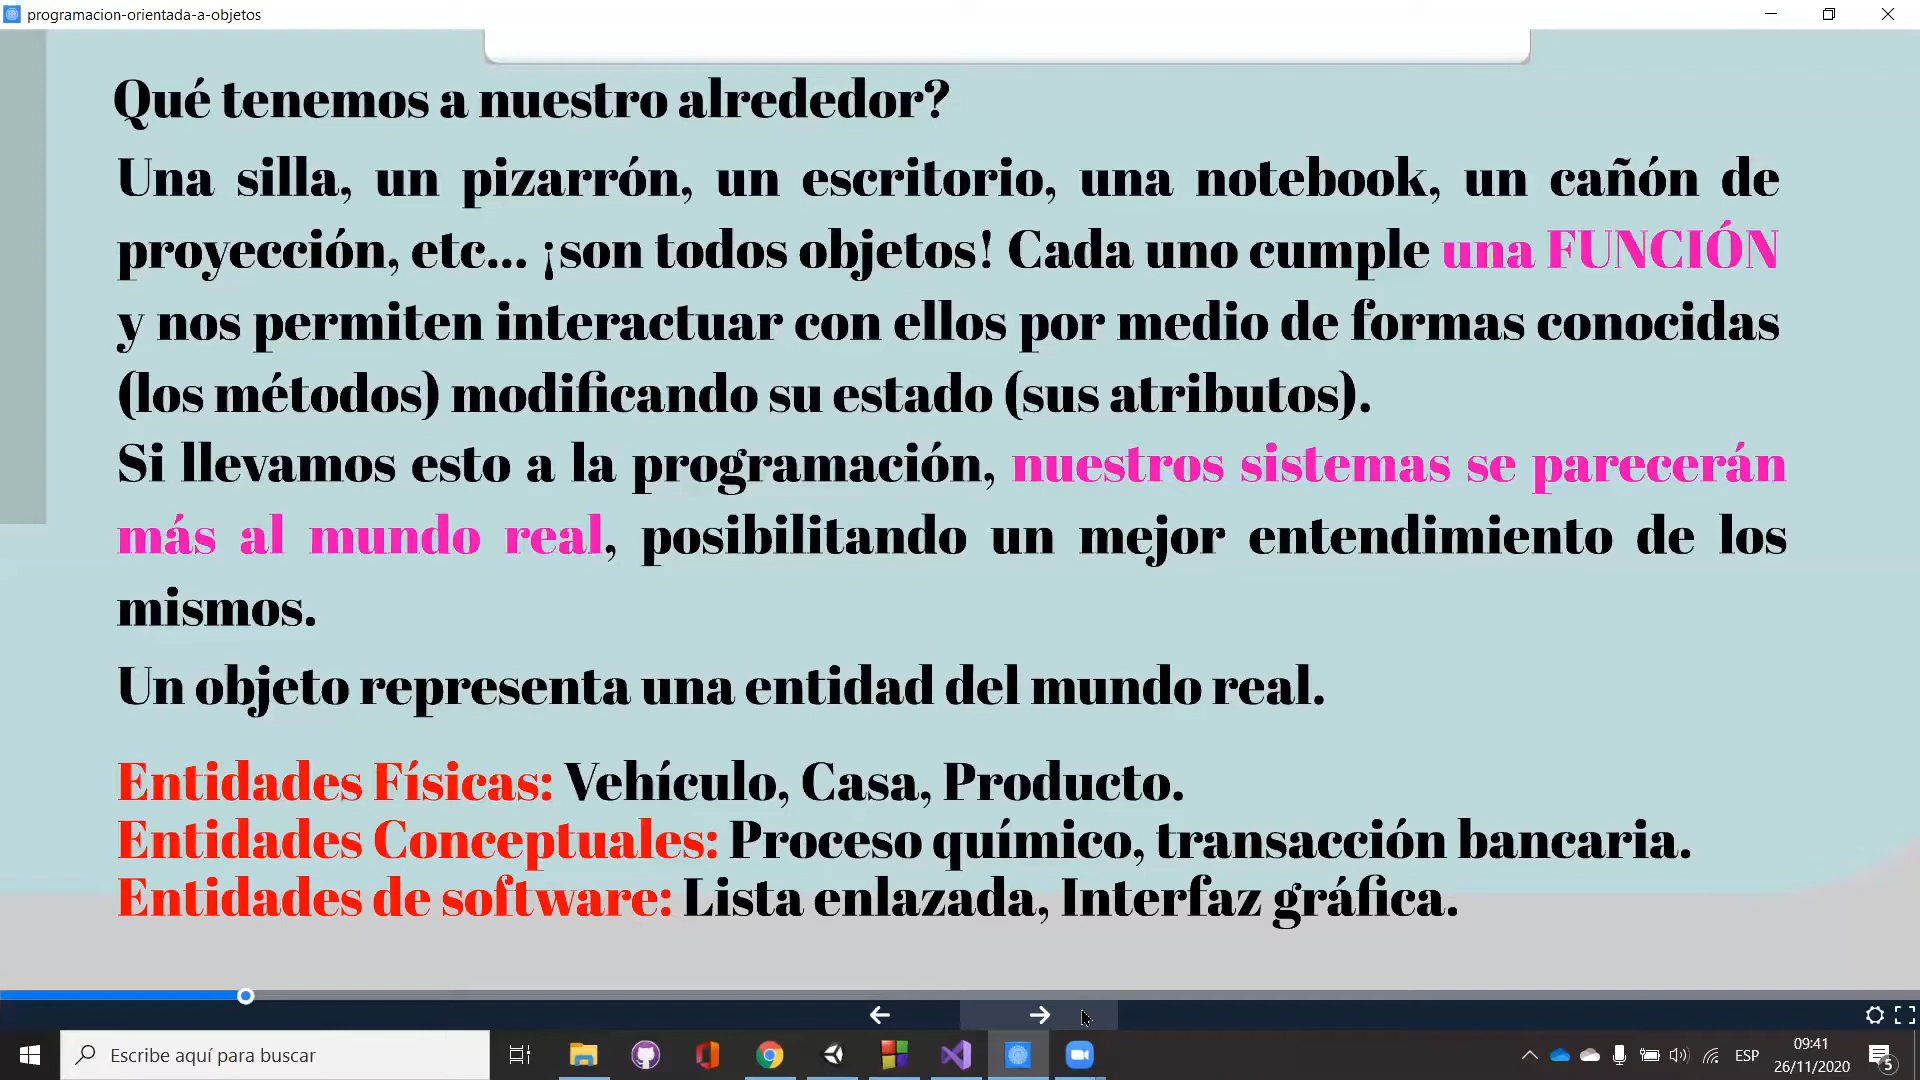 programacion-orientada-a-objetos
Qué tenemos a nuestro alrededor?
Una silla, un pizarrón, un escritorio, una notebook, un cañón de
proyección, etc... ¡son todos objetos! Cada uno cumple una FUNCIÓN
y nos permiten interactuar con ellos por medio de formas conocidas
(los métodos) modificando su estado (sus atributos).
Si llevamos esto a la programación, nuestros sistemas se parecerán
más al mundo real, posibilitando un mejor entendimiento de los
mismos.
Un objeto representa una entidad del mundo real.
Entidades Físicas: Vehículo, Casa, Producto.
Entidades Conceptuales: Proceso químico, transacción bancaria.
Entidades de software: Lista enlazada, Interfaz gráfica.
Escribe aquí para buscar
ESP
09:41
26/11/2020
5